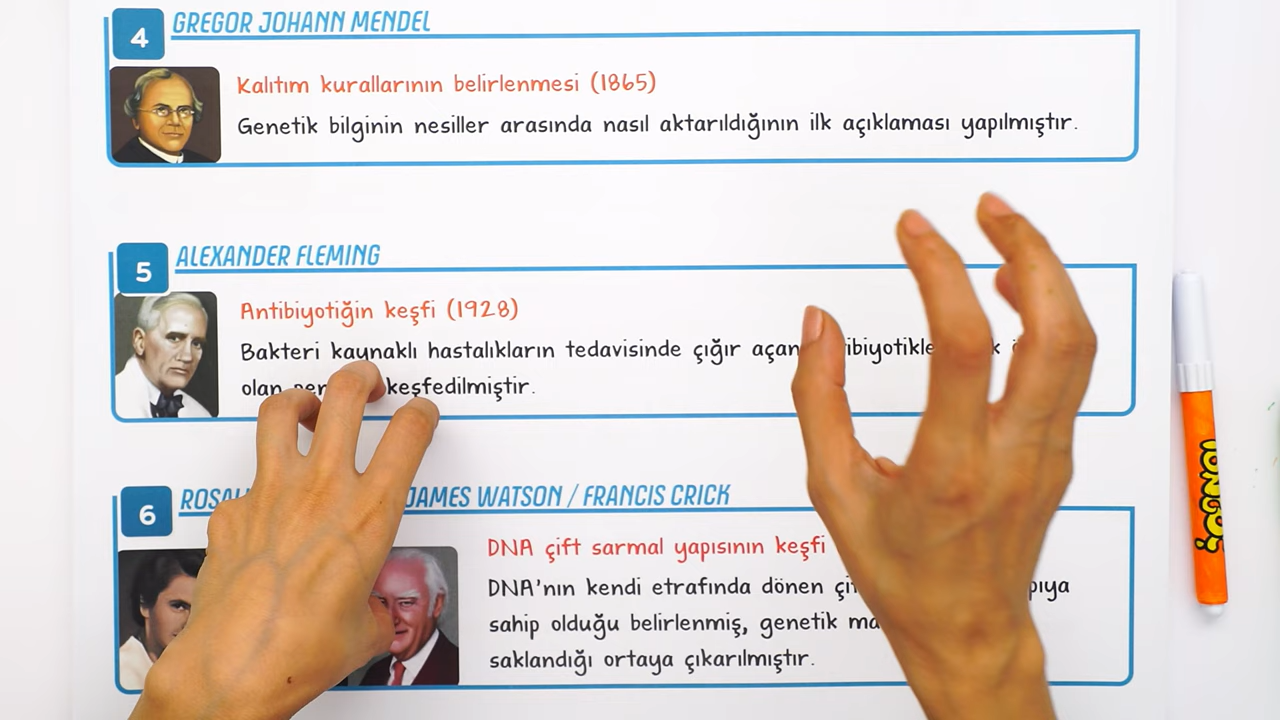 4
GREGOR JOHANN MENDEL
Kalıtım kurallarının belirlenmesi (1865)
Genetik bilginin nesiller arasında nasıl aktarıldığının ilk açıklaması yapılmıştır.
5
ALEXANDER FLEMING
Antibiyotiğin keşfi (1928)
Bakteri kaynaklı hastalıkların tedavisinde çığır açan
olan keşfedilmiştir.
6
JAMES WATSON / FRANCIS CRICK
DNA çift sarmal yapısının keşfi
DNA'nın kendi etrafında dönen
sahip olduğu belirlenmiş, genetik
saklandığı ortaya çıkarılmıştır.